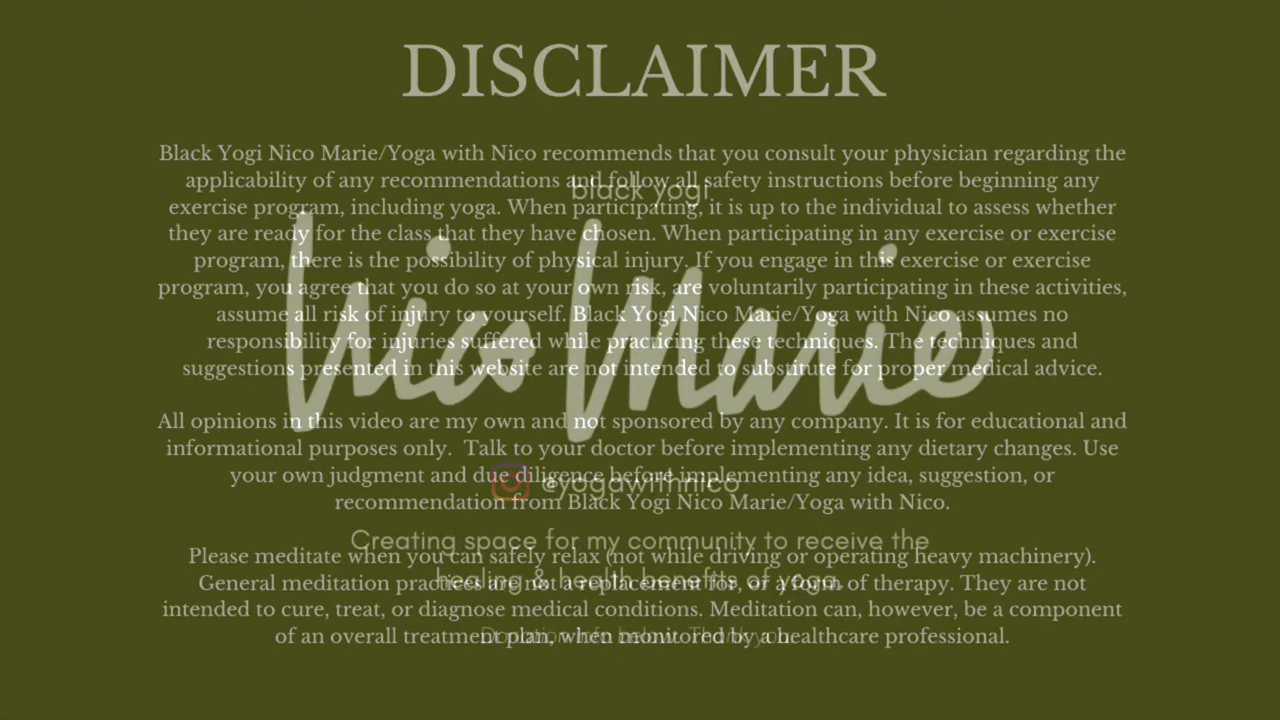 DISCLAIMER
Black Yogi Nico Marie/Yoga with Nico recommends that you consult your physician regarding the
applicability of any recommendations and follow all safety instructions before beginning any
black yogi
exercise program, including yoga. When participating, it is up to the individual to assess whether
they are ready for the class that they have chosen. When participating in any exercise or exercise
program, there is the possibility of physical injury. If you engage in this exercise or exercise
program, you agree that you do so at your own risk, are voluntarily participating in these activities,
assume all risk of injury to yourself. Black Yogi Nico Marie/Yoga with Nico assumes no
Nico Marie
responsibility for injuries suffered while practicing these techniques. The techniques and
suggestions presented in this website are not intended to substitute for proper medical advice.
All opinions in this video are my own and not sponsored by any company. It is for educational and
informational purposes only. Talk to your doctor before implementing any dietary changes. Use
your own judgment and due diligence before implementing any idea, suggestion, or
@yogawithnico
recommendation from Black Yogi Nico Marie/Yoga with Nico.
Creating space for my community to receive the
Please meditate when you can safely relax (not while driving or operating heavy machinery).
healing & health benefits of yoga.
General meditation practices are not a replacement for, or a form of therapy. They are not
intended to cure, treat, or diagnose medical conditions. Meditation can, however, be a component
of an overall treatment plan, when monitored by a healthcare professional.
Donation info below. Thank you.